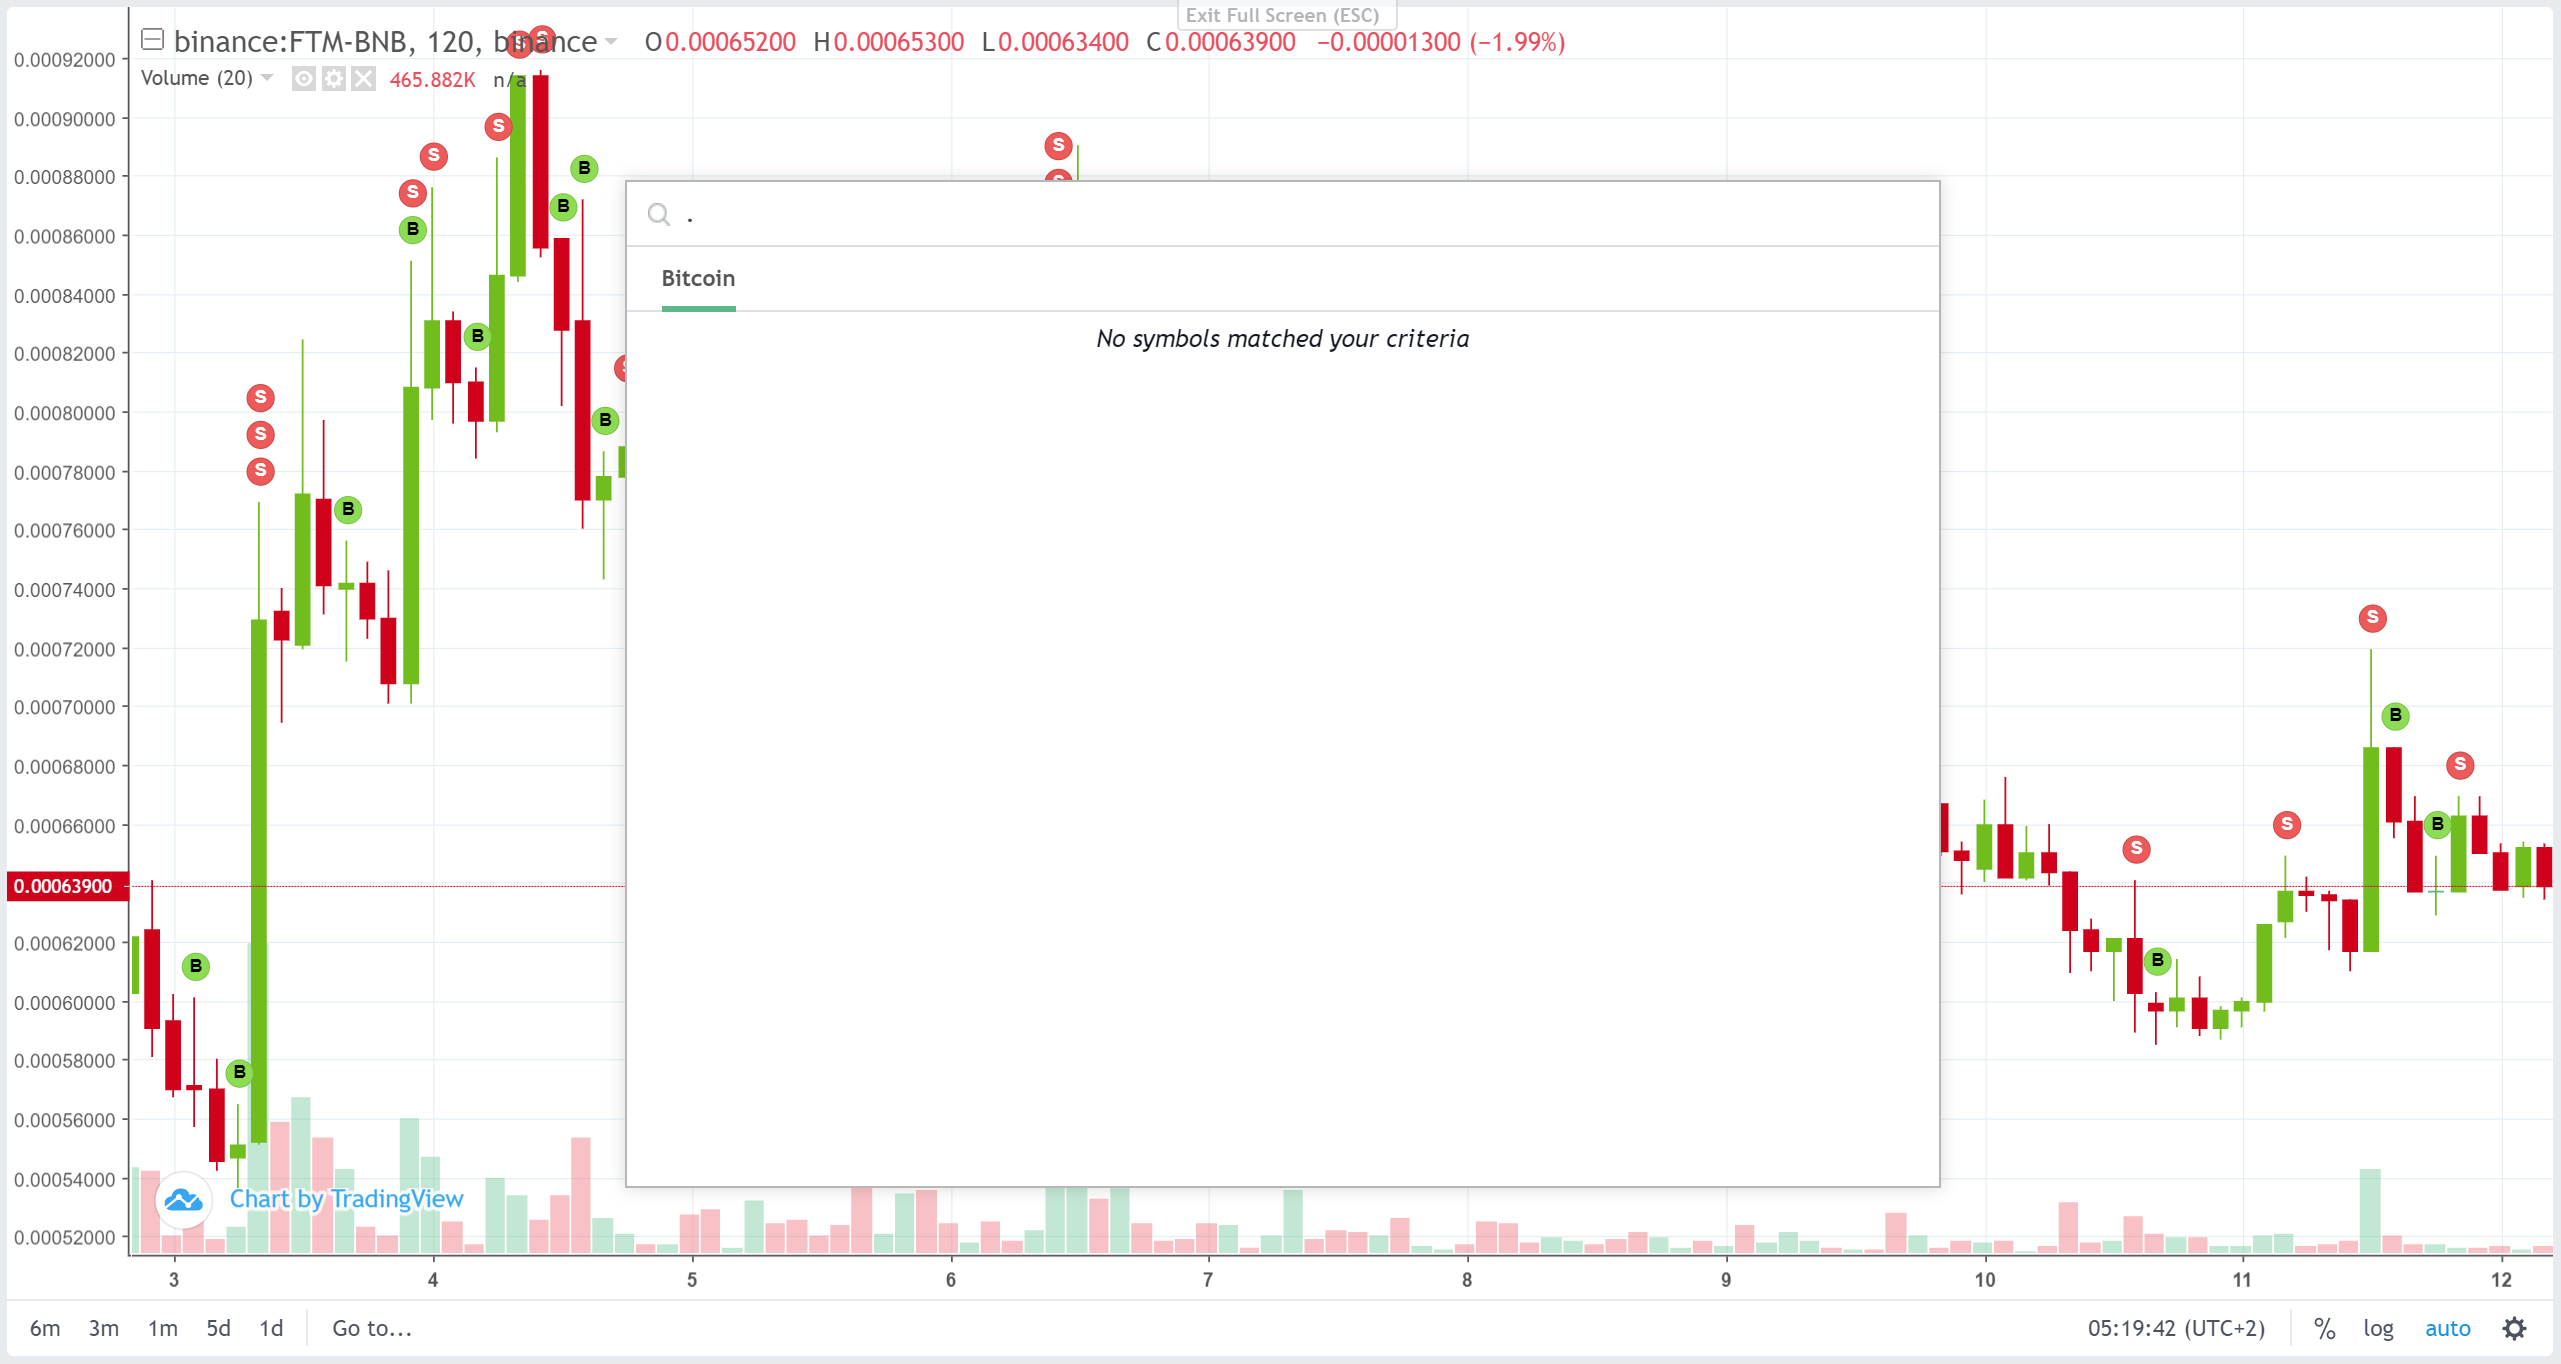 Exit Full Screen (ESC)
binance:FTM-BNB, 120, binance O0.00065200 H0.00065300 L0.00063400 C0.00063900 −0.00001300 (−1.99%)
Volume (20) 465.882K n/a
0.00092000
0.00090000
0.00088000
0.00086000
0.00084000
0.00082000
0.00080000
0.00078000
0.00076000
0.00074000
0.00072000
0.00070000
0.00068000
0.00066000
0.00063900
0.00062000
0.00060000
0.00058000
0.00056000
0.00054000
0.00052000
S S
S
S
S
B
B
B
S
S
.
Bitcoin
No symbols matched your criteria
B
S
B
S
S
S
B
S
B
S
S
B
S
B
B
B
Chart by TradingView
3 4 5 6 7 8 9 10 11 12
6m 3m 1m 5d 1d Go to... 05:19:42 (UTC+2) % log auto